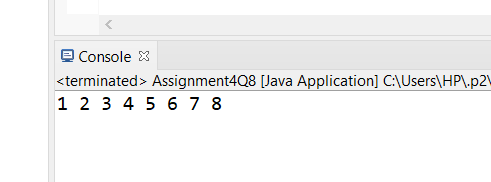 Console
<terminated> Assignment4Q8 [Java Application] C:\Users\HP\.p2\
1 2 3 4 5 6 7 8